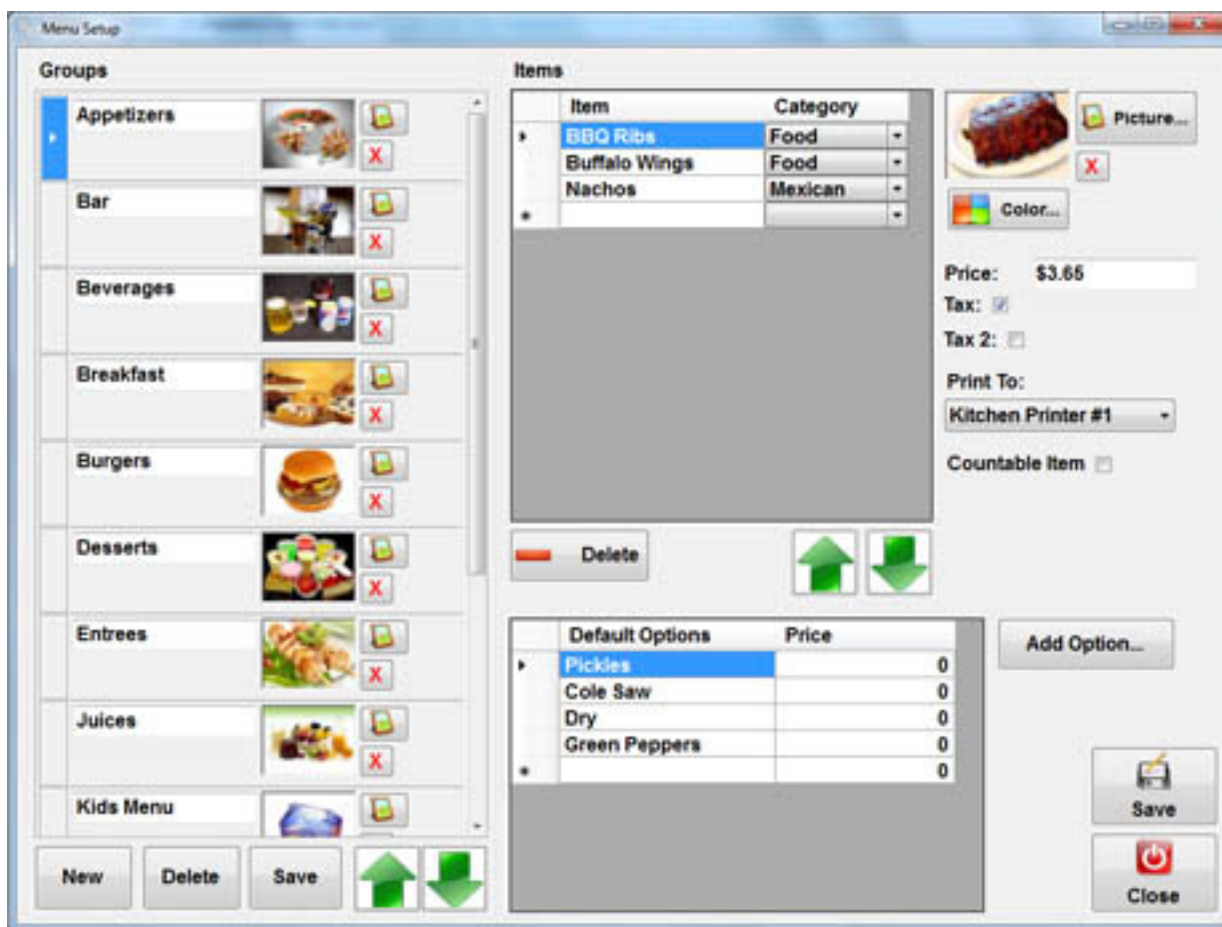 Menu Setup
Groups
Appetizers
X
Bar
X
Beverages
X
Breakfast
X
Burgers
X
Desserts
X
Entrees
X
Juices
X
Kids Menu
New Delete Save
Items
Item Category
BBQ Ribs Food
Buffalo Wings Food
Nachos Mexican
Delete
Picture...
X
Color...
Price: $3.65
Tax:
Tax 2:
Print To:
Kitchen Printer #1
Countable Item
Default Options Price
Pickles 0
Cole Saw 0
Dry 0
Green Peppers 0
0
Add Option...
Save
Close